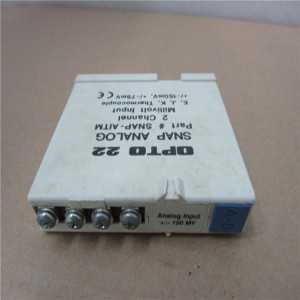 OPTO 22
SNAP ANALOG
Part # SNAP-AITM
2 Channel
Millivolt Input
E, J, K, Thermocouple
+/-150mV, +/-75mV CE
Analog Input
+/- 150 MV